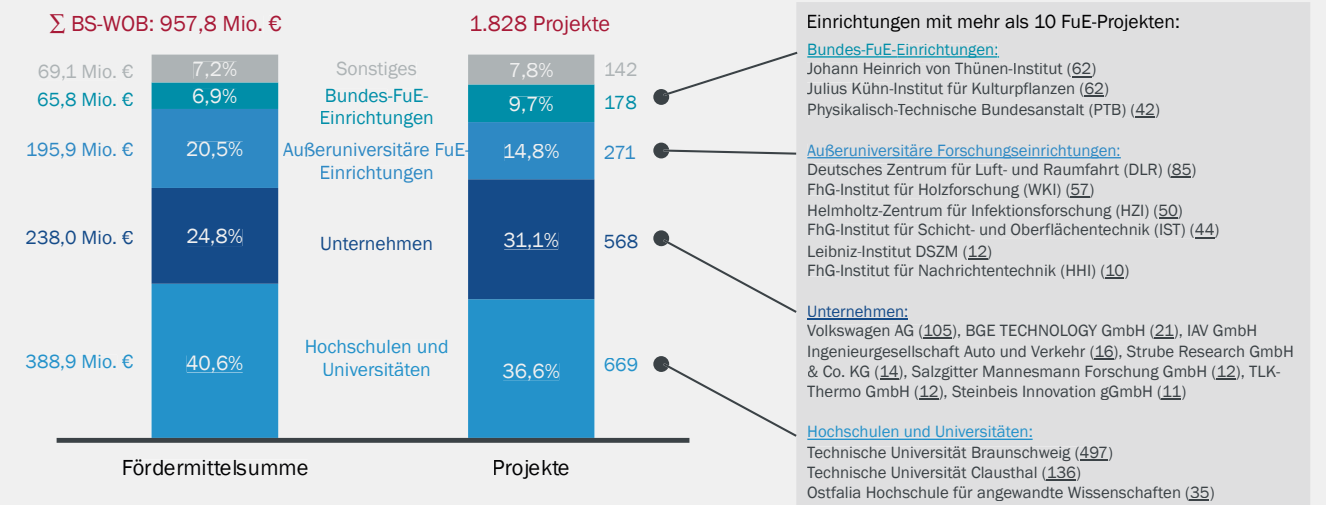 ∑ BS-WOB: 957,8 Mio. €
1.828 Projekte
69,1 Mio. €
7,2%
Sonstiges
7,8%
142
65,8 Mio. €
6,9%
Bundes-FuE-
Einrichtungen
9,7%
178
195,9 Mio. €
20,5%
Außeruniversitäre FuE-
Einrichtungen
14,8%
271
238,0 Mio. €
24,8%
Unternehmen
31,1%
568
388,9 Mio. €
40,6%
Hochschulen und
Universitäten
36,6%
669
Fördermittelsumme
Projekte
Einrichtungen mit mehr als 10 FuE-Projekten:
Bundes-FuE-Einrichtungen:
Johann Heinrich von Thünen-Institut (62)
Julius Kühn-Institut für Kulturpflanzen (62)
Physikalisch-Technische Bundesanstalt (PTB) (42)
Außeruniversitäre Forschungseinrichtungen:
Deutsches Zentrum für Luft- und Raumfahrt (DLR) (85)
FhG-Institut für Holzforschung (WKI) (57)
Helmholtz-Zentrum für Infektionsforschung (HZI) (50)
FhG-Institut für Schicht- und Oberflächentechnik (IST) (44)
Leibniz-Institut DSZM (12)
FhG-Institut für Nachrichtentechnik (HHI) (10)
Unternehmen:
Volkswagen AG (105), BGE TECHNOLOGY GmbH (21), IAV GmbH
Ingenieurgesellschaft Auto und Verkehr (16), Strube Research GmbH
& Co. KG (14), Salzgitter Mannesmann Forschung GmbH (12), TLK-
Thermo GmbH (12), Steinbeis Innovation gGmbH (11)
Hochschulen und Universitäten:
Technische Universität Braunschweig (497)
Technische Universität Clausthal (136)
Ostfalia Hochschule für angewandte Wissenschaften (35)